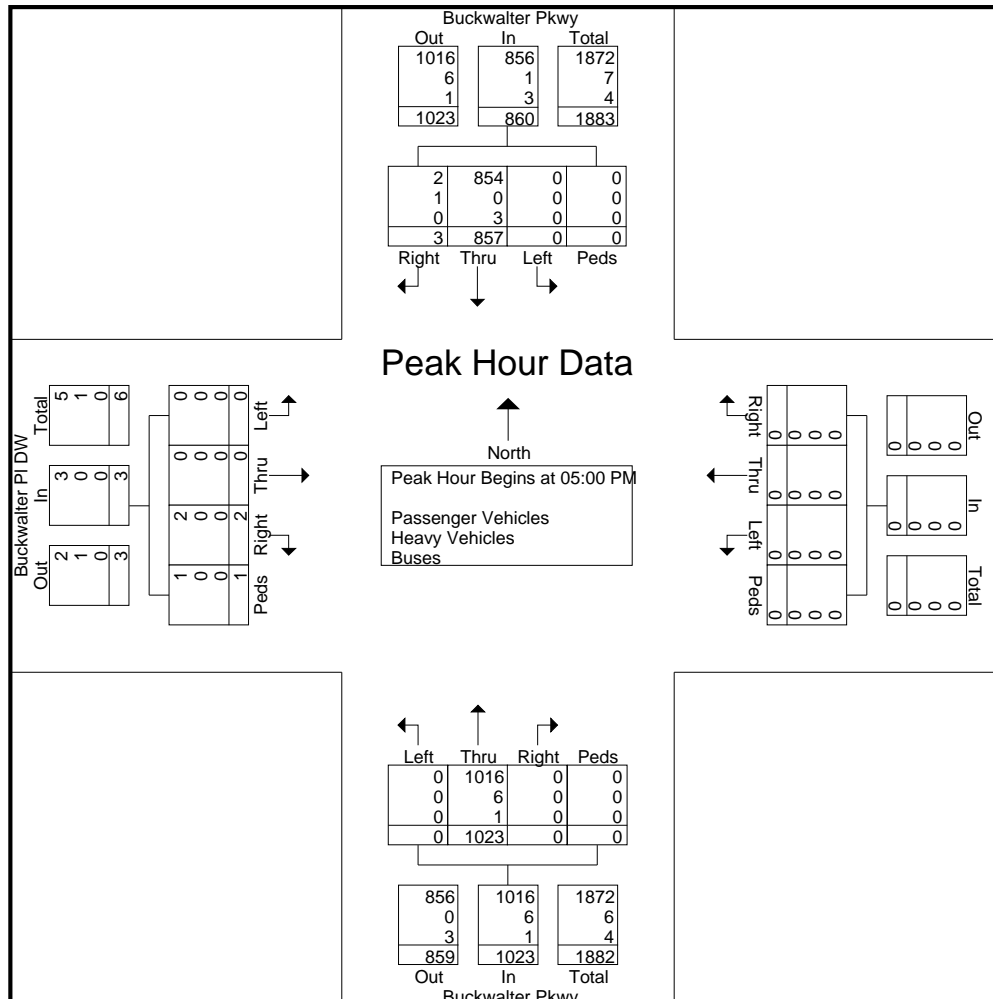 Buckwalter Pkwy
Out In Total
1016 856 1872
6 1 7
1 3 4
1023 860 1883
2 854 0 0
1 0 0 0
0 3 0 0
3 857 0 0
Right Thru Left Peds
Peak Hour Data
North
Peak Hour Begins at 05:00 PM
Passenger Vehicles
Heavy Vehicles
Buses
Buckwalter Pl DW
Total
5 1 0 6
In
3 0 0 3
Out
2 1 0 3
0 0 0 0
Left
0 0 0 0
Thru
2 0 0 2
Right
1 0 0 1
Peds
Right
0 0 0 0
Thru
0 0 0 0
Left
0 0 0 0
Peds
0 0 0 0
Out
0 0 0 0
In
0 0 0 0
Total
0 0 0 0
Left Thru Right Peds
0 1016 0 0
0 6 0 0
0 1 0 0
0 1023 0 0
856 1016 1872
0 6 6
3 1 4
859 1023 1882
Out In Total
Buckwalter Pkwy